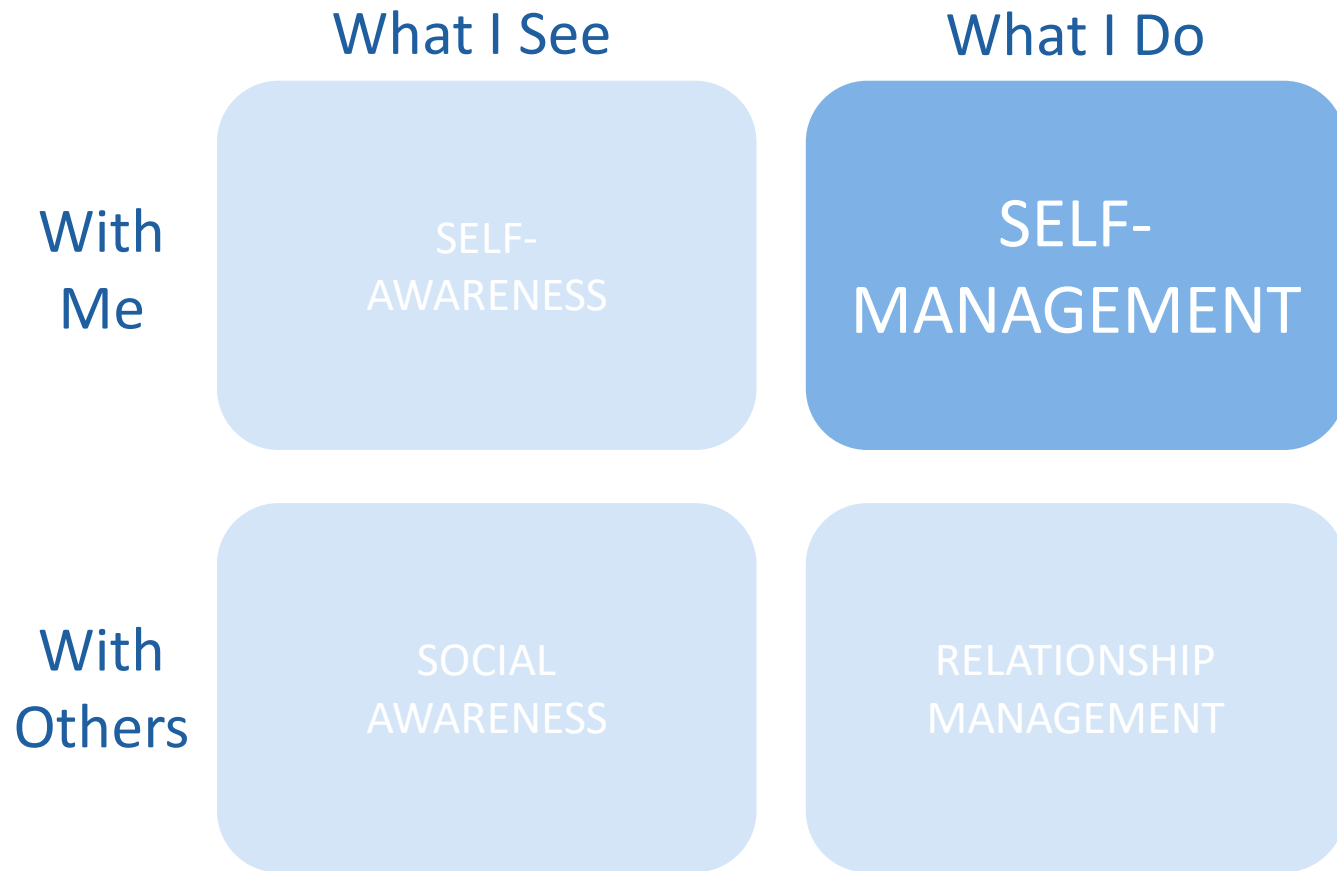 What I See
What I Do
With
Me
SELF-
AWARENESS
SELF-
MANAGEMENT
With
Others
SOCIAL
AWARENESS
RELATIONSHIP
MANAGEMENT